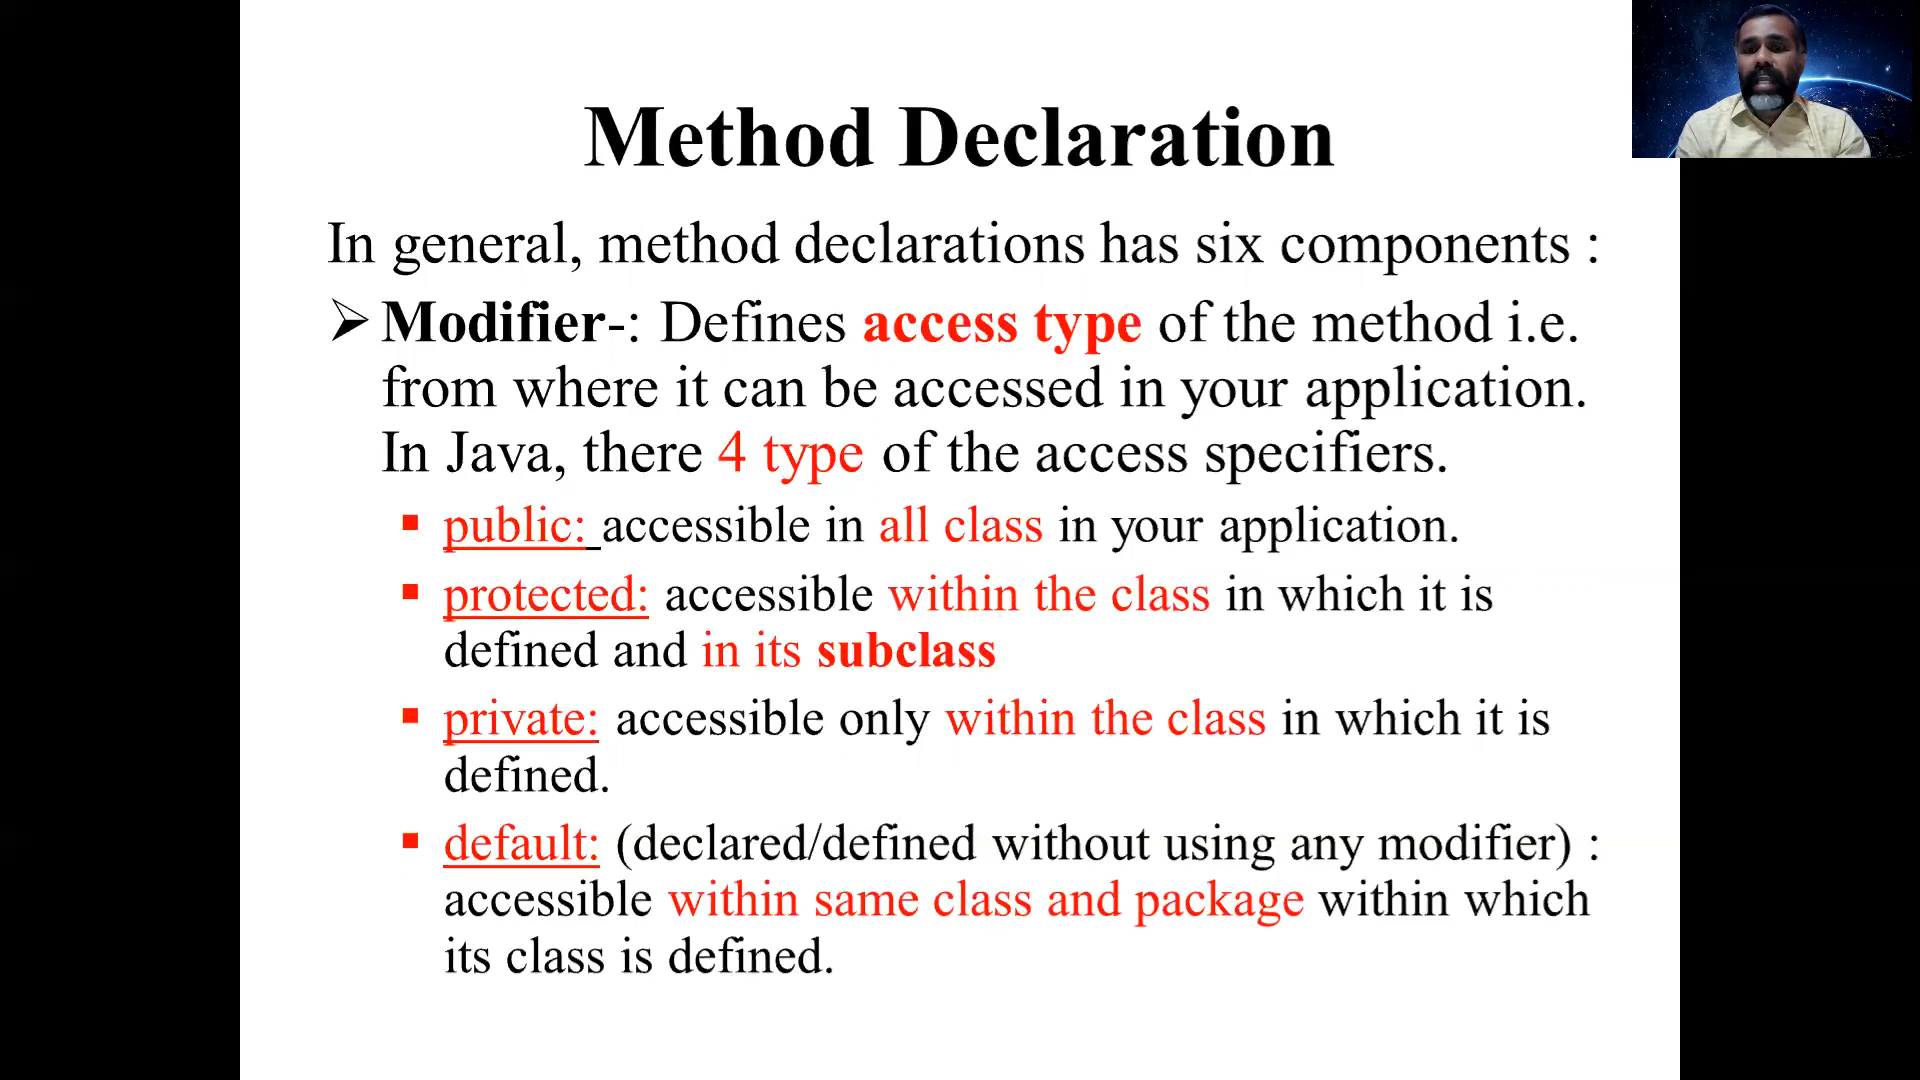 Method Declaration
In general, method declarations has six components :
➢ Modifier-: Defines access type of the method i.e.
from where it can be accessed in your application.
In Java, there 4 type of the access specifiers.
▪ public: accessible in all class in your application.
▪ protected: accessible within the class in which it is
defined and in its subclass
▪ private: accessible only within the class in which it is
defined.
▪ default: (declared/defined without using any modifier) :
accessible within same class and package within which
its class is defined.